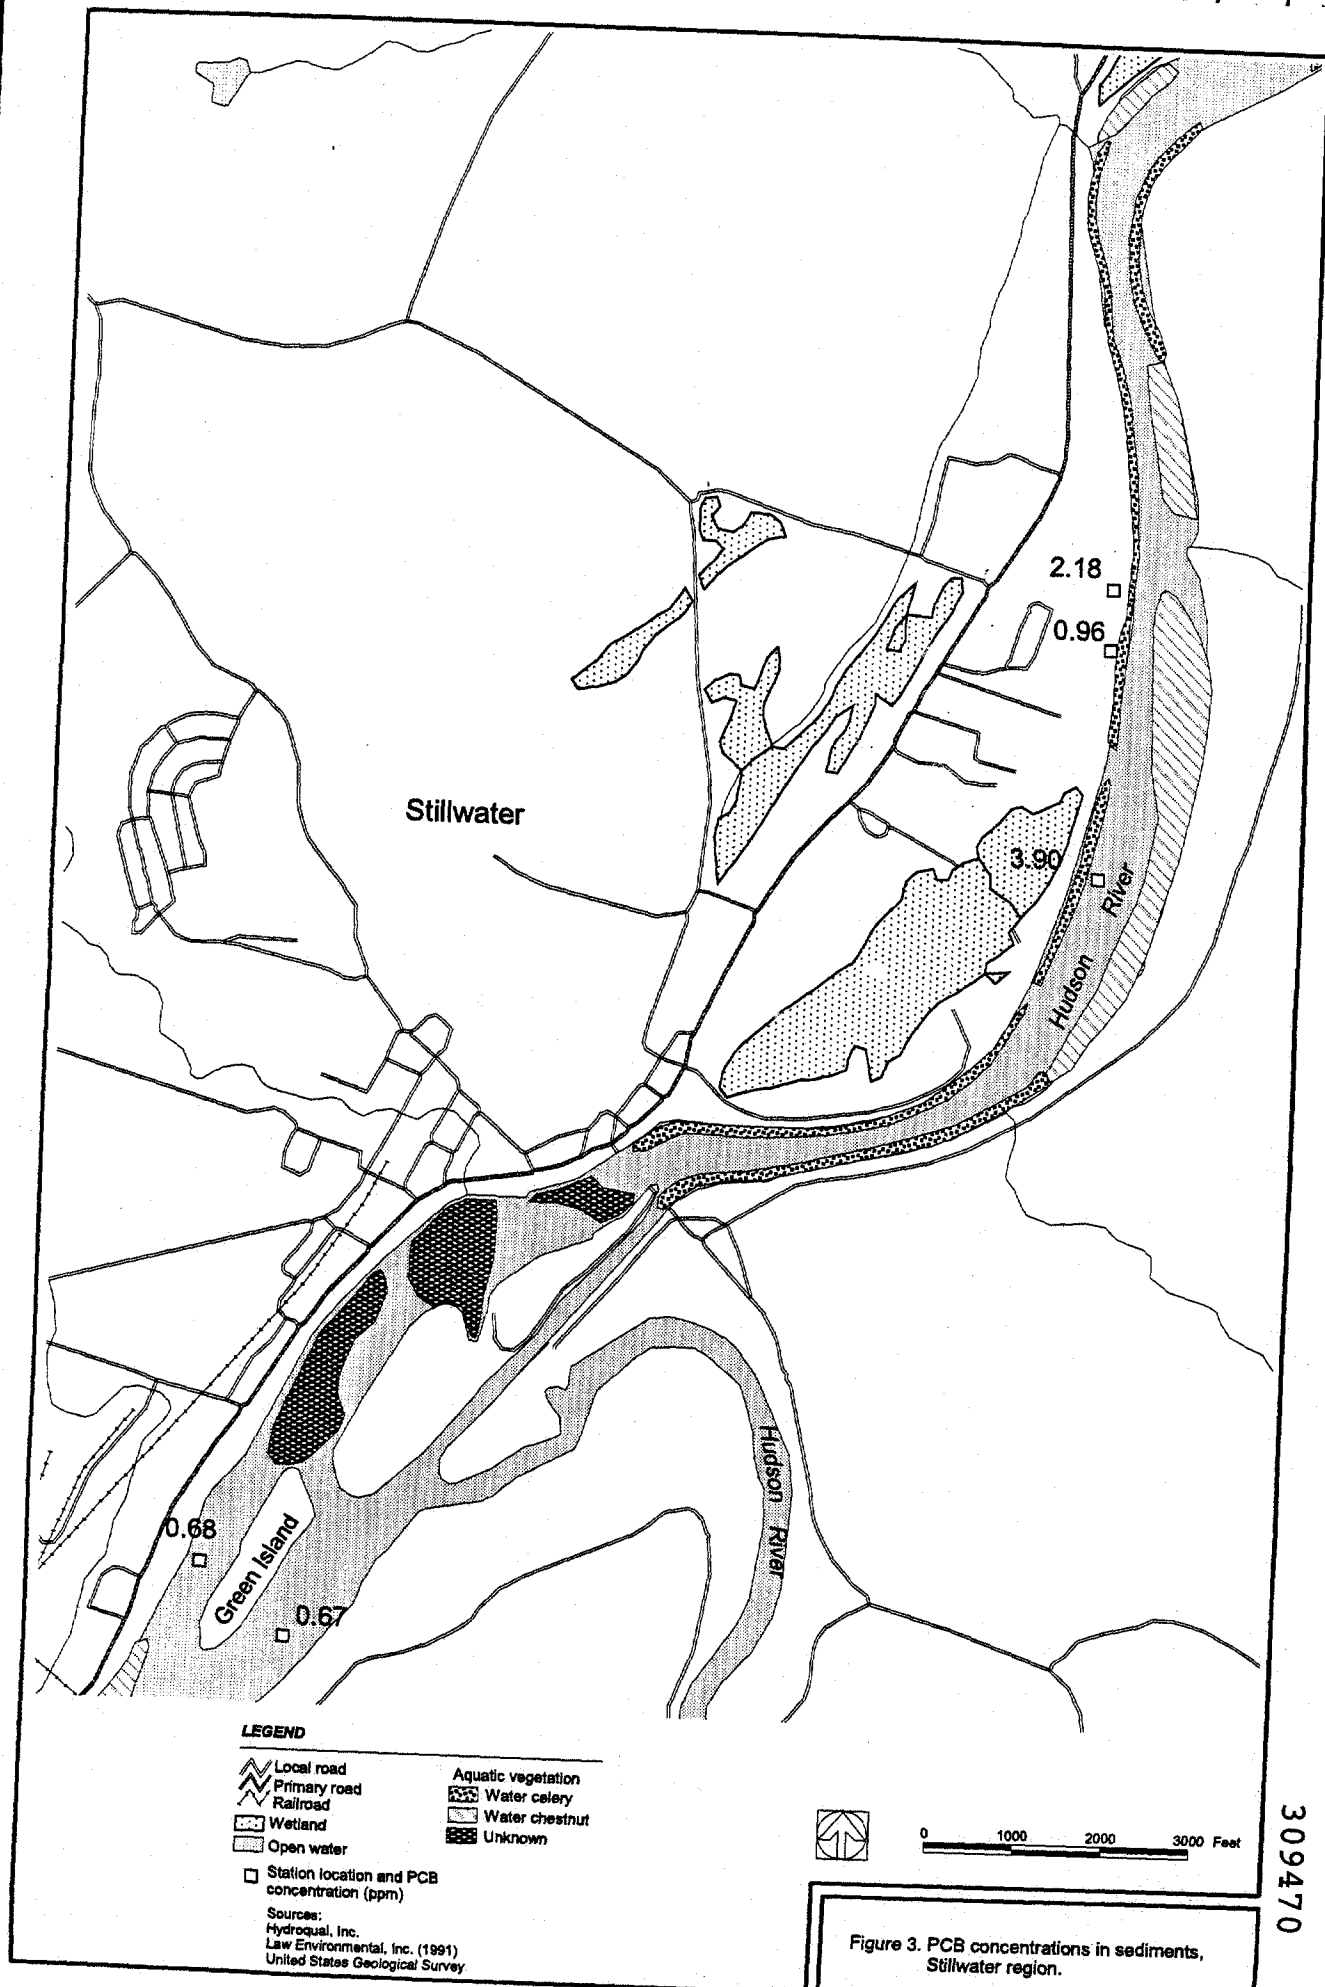 2.18
0.96
Stillwater
3.90
Hudson River
Hudson River
0.68
Green Island
0.67
LEGEND
Local road
Primary road
Railroad
Wetland
Open water
Station location and PCB
concentration (ppm)
Sources:
Hydroqual, Inc.
Law Environmental, Inc. (1991)
United States Geological Survey
Aquatic vegetation
Water celery
Water chestnut
Unknown
0 1000 2000 3000 Feet
Figure 3. PCB concentrations in sediments,
Stillwater region.
309470